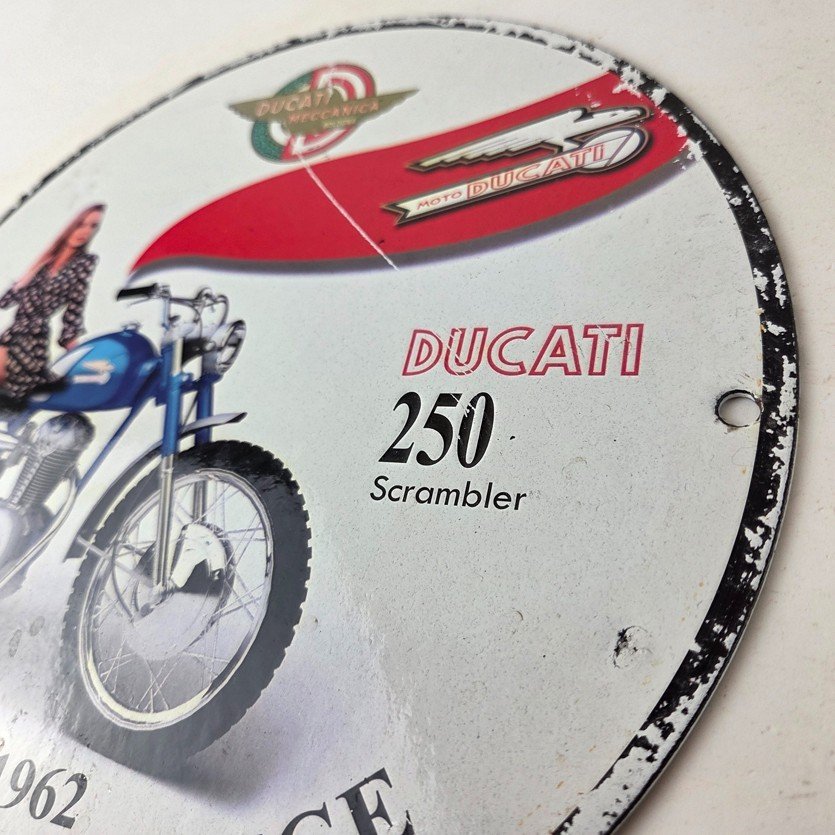 DUCATI
MECCANICA
MOTO DUCATI
DUCATI
250
Scrambler
1962